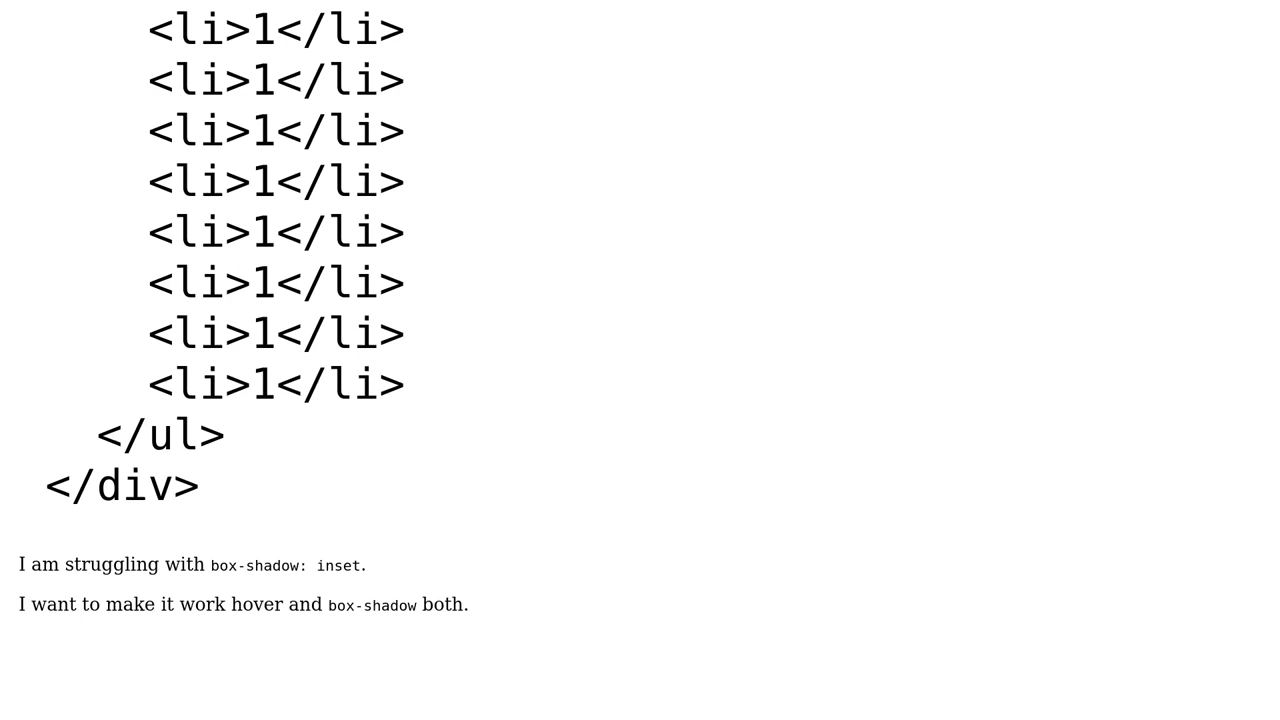 <li>1</li>
<li>1</li>
<li>1</li>
<li>1</li>
<li>1</li>
<li>1</li>
<li>1</li>
<li>1</li>
</ul>
</div>
I am struggling with box-shadow: inset.
I want to make it work hover and box-shadow both.